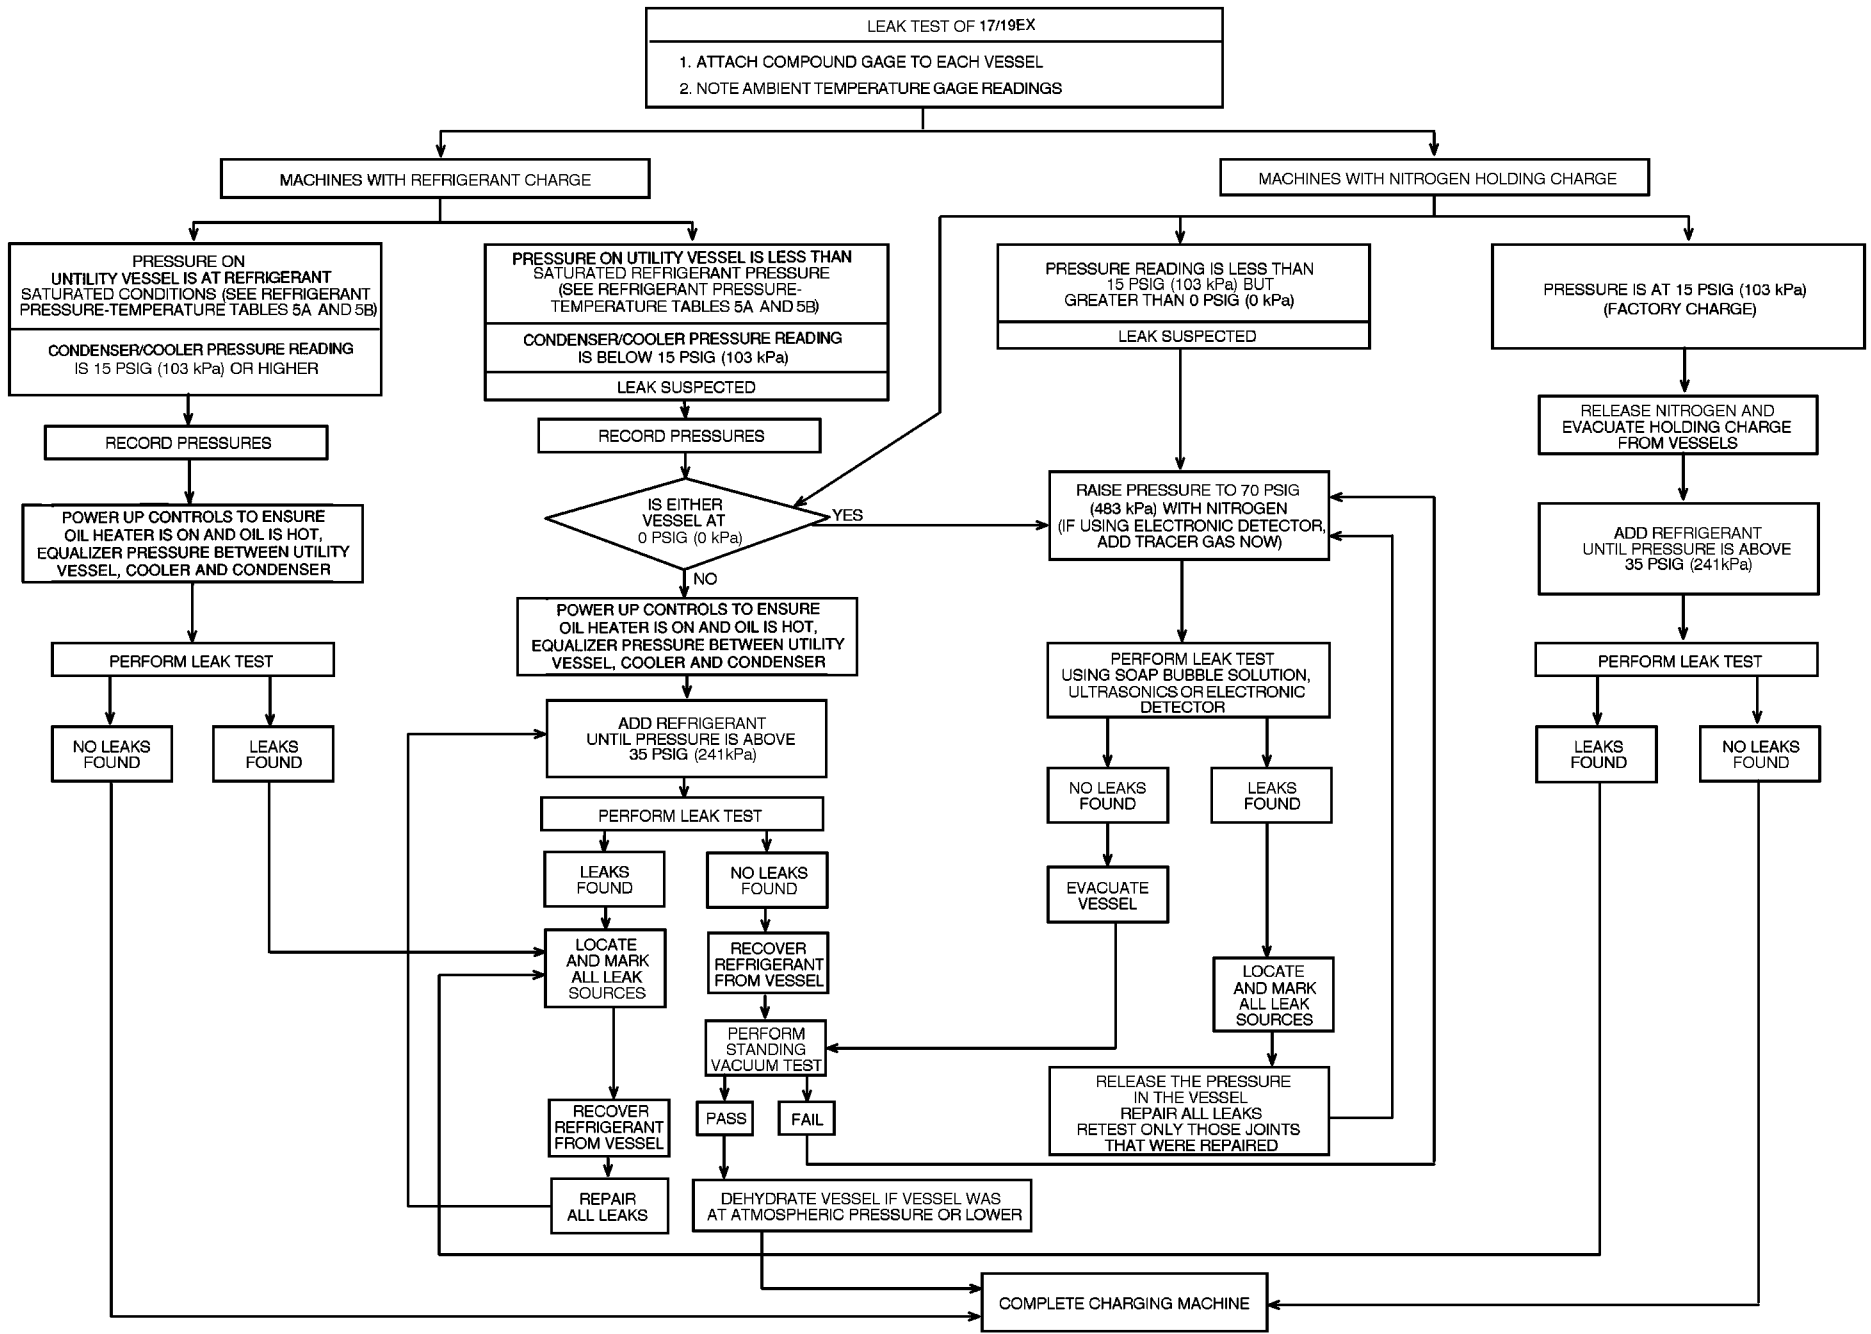 LEAK TEST OF 17/19EX
1. ATTACH COMPOUND GAGE TO EACH VESSEL
2. NOTE AMBIENT TEMPERATURE GAGE READINGS
MACHINES WITH REFRIGERANT CHARGE
MACHINES WITH NITROGEN HOLDING CHARGE
PRESSURE ON
UNTILITY VESSEL IS AT REFRIGERANT
SATURATED CONDITIONS (SEE REFRIGERANT
PRESSURE-TEMPERATURE TABLES 5A AND 5B)
CONDENSER/COOLER PRESSURE READING
IS 15 PSIG (103 kPa) OR HIGHER
RECORD PRESSURES
POWER UP CONTROLS TO ENSURE
OIL HEATER IS ON AND OIL IS HOT,
EQUALIZER PRESSURE BETWEEN UTILITY
VESSEL, COOLER AND CONDENSER
PERFORM LEAK TEST
NO LEAKS
FOUND
LEAKS
FOUND
PRESSURE ON UTILITY VESSEL IS LESS THAN
SATURATED REFRIGERANT PRESSURE
(SEE REFRIGERANT PRESSURE-
TEMPERATURE TABLES 5A AND 5B)
CONDENSER/COOLER PRESSURE READING
IS BELOW 15 PSIG (103 kPa)
LEAK SUSPECTED
RECORD PRESSURES
IS EITHER
VESSEL AT
0 PSIG (0 kPa)
YES
NO
POWER UP CONTROLS TO ENSURE
OIL HEATER IS ON AND OIL IS HOT,
EQUALIZER PRESSURE BETWEEN UTILITY
VESSEL, COOLER AND CONDENSER
ADD REFRIGERANT
UNTIL PRESSURE IS ABOVE
35 PSIG (241kPa)
PERFORM LEAK TEST
LEAKS
FOUND
NO LEAKS
FOUND
LOCATE
AND MARK
ALL LEAK
SOURCES
RECOVER
REFRIGERANT
FROM VESSEL
RECOVER
REFRIGERANT
FROM VESSEL
REPAIR
ALL LEAKS
PERFORM
STANDING
VACUUM TEST
PASS
FAIL
DEHYDRATE VESSEL IF VESSEL WAS
AT ATMOSPHERIC PRESSURE OR LOWER
PRESSURE READING IS LESS THAN
15 PSIG (103 kPa) BUT
GREATER THAN 0 PSIG (0 kPa)
LEAK SUSPECTED
RAISE PRESSURE TO 70 PSIG
(483 kPa) WITH NITROGEN
(IF USING ELECTRONIC DETECTOR,
ADD TRACER GAS NOW)
PERFORM LEAK TEST
USING SOAP BUBBLE SOLUTION,
ULTRASONICS OR ELECTRONIC
DETECTOR
NO LEAKS
FOUND
LEAKS
FOUND
EVACUATE
VESSEL
LOCATE
AND MARK
ALL LEAK
SOURCES
RELEASE THE PRESSURE
IN THE VESSEL
REPAIR ALL LEAKS
RETEST ONLY THOSE JOINTS
THAT WERE REPAIRED
PRESSURE IS AT 15 PSIG (103 kPa)
(FACTORY CHARGE)
RELEASE NITROGEN AND
EVACUATE HOLDING CHARGE
FROM VESSELS
ADD REFRIGERANT
UNTIL PRESSURE IS ABOVE
35 PSIG (241kPa)
PERFORM LEAK TEST
LEAKS
FOUND
NO LEAKS
FOUND
COMPLETE CHARGING MACHINE